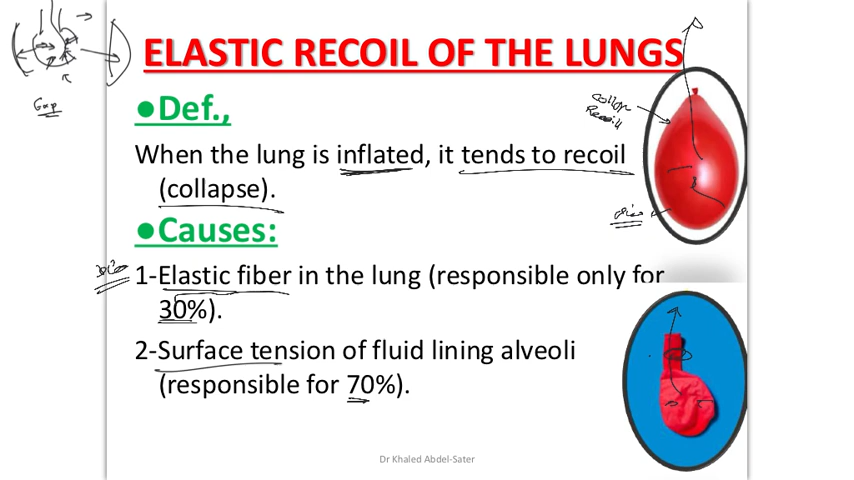 ELASTIC RECOIL OF THE LUNGS
●Def.,
When the lung is inflated, it tends to recoil
(collapse).
●Causes:
1-Elastic fiber in the lung (responsible only for
30%).
2-Surface tension of fluid lining alveoli
(responsible for 70%).
Gap
Recoil
Dr Khaled Abdel-Sater